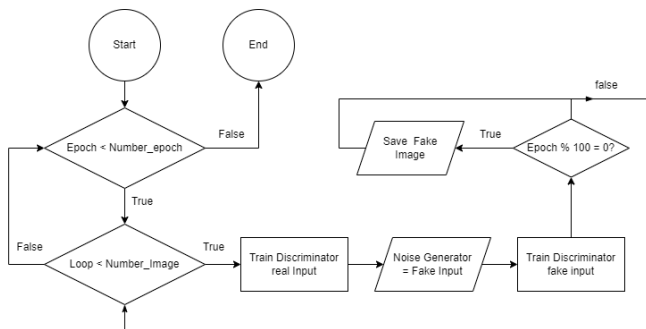 Start
End
false
Epoch < Number_epoch
False
Save Fake
Image
True
Epoch % 100 = 0?
True
False
Loop < Number_Image
True
Train Discriminator
real Input
Noise Generator
= Fake Input
Train Discriminator
fake input